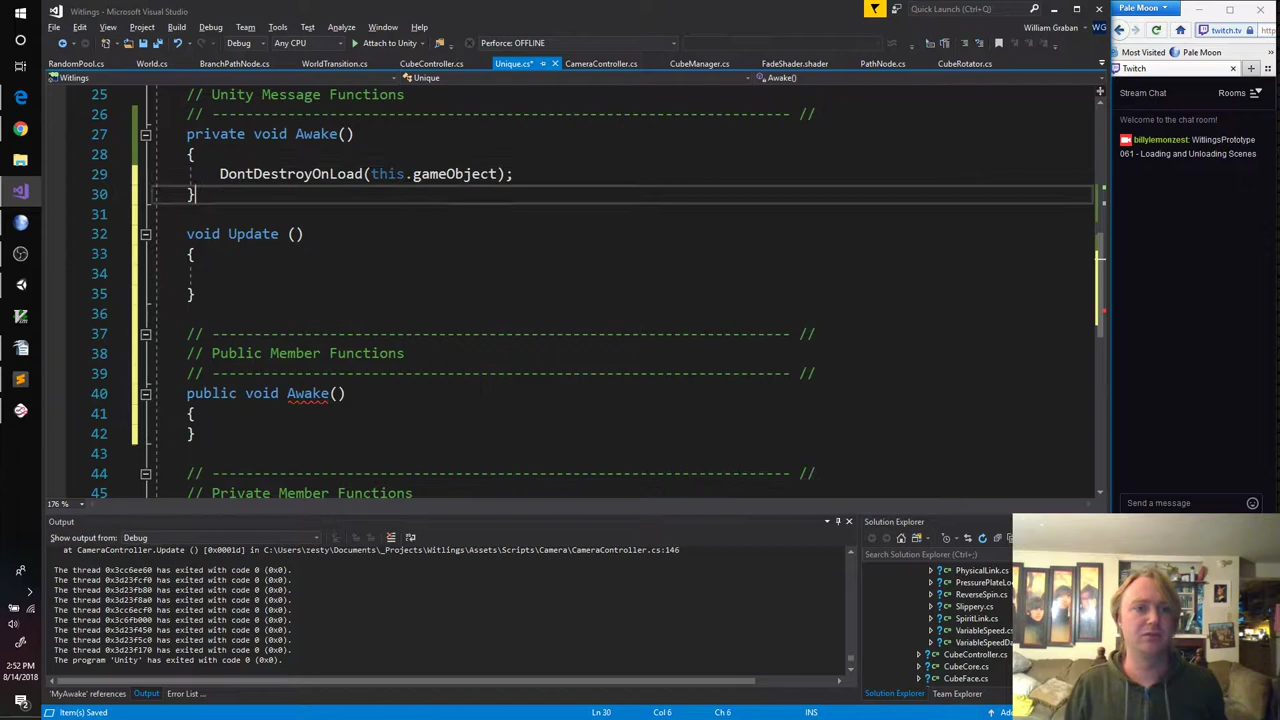 Witlings - Microsoft Visual Studio
Quick Launch (Ctrl+Q)
Pale Moon
File Edit View Project Build Debug Team Tools Analyze Window Help
William Graban WG
twitch.tv
Debug Any CPU Attach to Unity Perforce: OFFLINE
Most Visited Pale Moon
RandomPool.cs World.cs BranchPathNode.cs WorldTransition.cs CubeController.cs Unique.cs* CameraController.cs CubeManager.cs FadeShader.shader PathNode.cs CubeRotator.cs
Twitch
Witlings Unique Awake()
Stream Chat Rooms
Welcome to the chat room!
billylemonzest: WitlingsPrototype
061 - Loading and Unloading Scenes
25 // Unity Message Functions
26 // --------------------------------------------------------------------- //
27 private void Awake()
28 {
29 DontDestroyOnLoad(this.gameObject);
30 }
31
32 void Update ()
33 {
34
35 }
36
37 // --------------------------------------------------------------------- //
38 // Public Member Functions
39 // --------------------------------------------------------------------- //
40 public void Awake()
41 {
42 }
43
44 // --------------------------------------------------------------------- //
45 // Private Member Functions
176 %
Send a message
Output
Show output from: Debug
at CameraController.Update () [0x0001d] in C:\Users\zesty\Documents\_Projects\Witlings\Assets\Scripts\Camera\CameraController.cs:146
The thread 0x3cc6ee60 has exited with code 0 (0x0).
The thread 0x3d23fb80 has exited with code 0 (0x0).
The thread 0x3d23f8a0 has exited with code 0 (0x0).
The thread 0x3cc6ecf0 has exited with code 0 (0x0).
The thread 0x3c6fb000 has exited with code 0 (0x0).
The thread 0x3d23f450 has exited with code 0 (0x0).
The thread 0x3d23f5c0 has exited with code 0 (0x0).
The thread 0x3d23f170 has exited with code 0 (0x0).
The program 'Unity' has exited with code 0 (0x0).
'MyAwake' references Output Error List ...
Solution Explorer
Search Solution Explorer (Ctrl+;)
PhysicalLink.cs
PressurePlateLo
ReverseSpin.cs
Slippery.cs
SpiritLink.cs
VariableSpeed.c
VariableSpeedDa
CubeController.cs
CubeCore.cs
CubeFace.cs
Solution Explorer Team Explorer
Item(s) Saved Ln 30 Col 6 Ch 6 INS
2:52 PM
8/14/2018
2